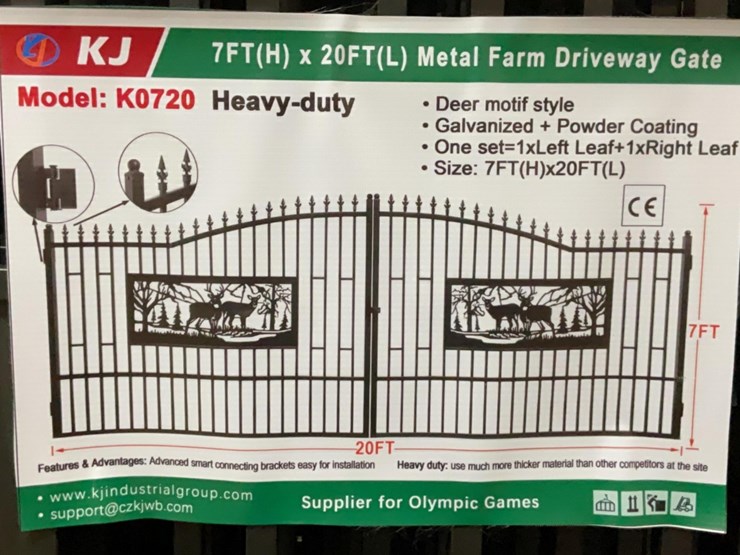 KJ
7FT(H) x 20FT(L) Metal Farm Driveway Gate
Model: K0720 Heavy-duty
• Deer motif style
• Galvanized + Powder Coating
• One set=1xLeft Leaf+1xRight Leaf
• Size: 7FT(H)x20FT(L)
CE
7FT
20FT
Features & Advantages: Advanced smart connecting brackets easy for installation
Heavy duty: use much more thicker material than other competitors at the site
• www.kjindustrialgroup.com
• support@czkjwb.com
Supplier for Olympic Games